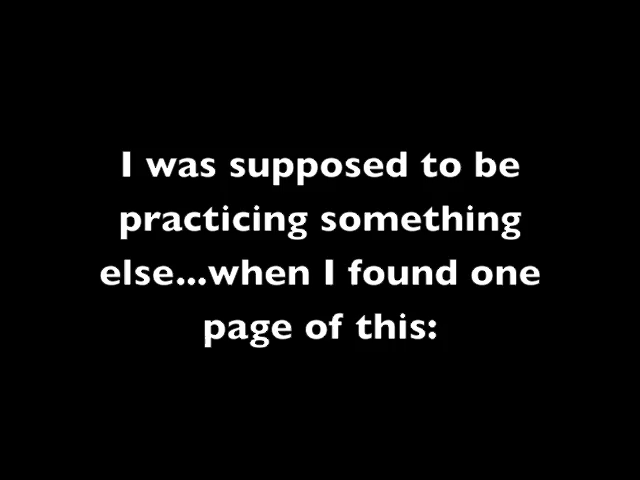 I was supposed to be
practicing something
else...when I found one
page of this: